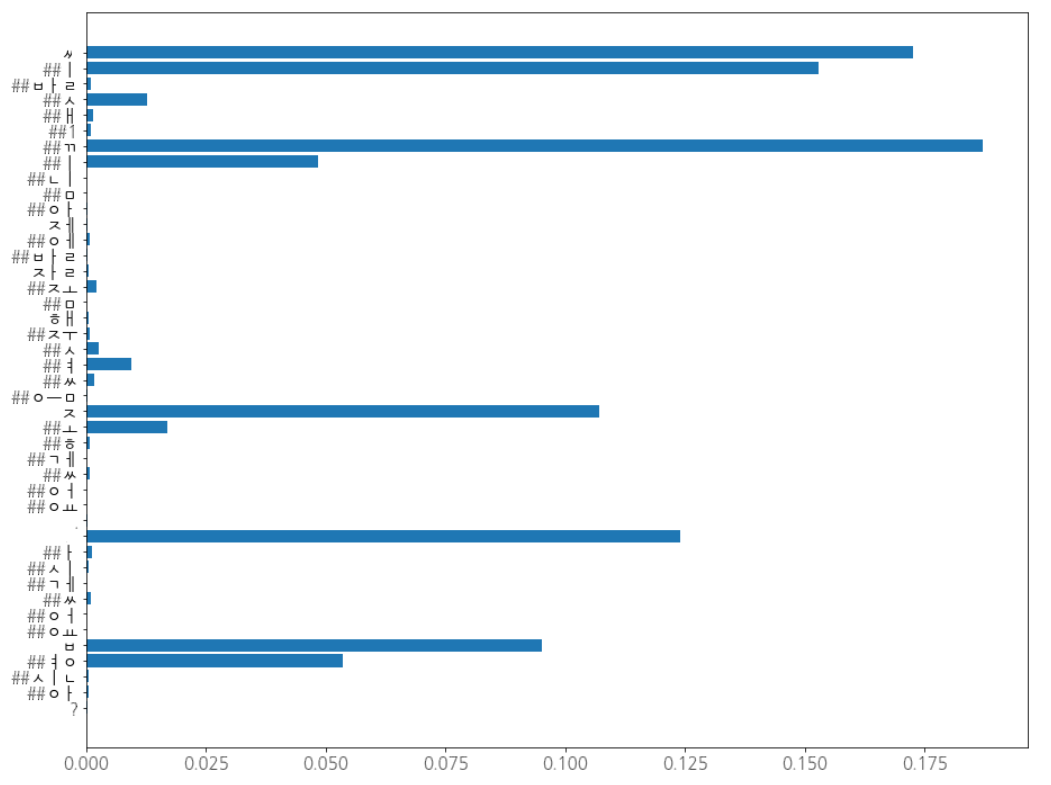 ㅆ
##ㅣ
##ㅂㅏㄹ
##ㅅ
##ㅐ
##1
##ㄲ
##ㅣ
##ㄴㅣ
##ㅁ
##ㅇㅏ
ㅈㅔ
##ㅇㅔ
##ㅂㅏㄹ
ㅈㅏㄹ
##ㅈㅗ
##ㅁ
ㅎㅐ
##ㅈㅜ
##ㅅ
##ㅕ
##ㅆ
##ㅇㅡㅁ
ㅈ
##ㅗ
##ㅎ
##ㄱㅔ
##ㅆ
##ㅇㅓ
##ㅇㅛ
.
##ㅏ
##ㅅㅣ
##ㄱㅔ
##ㅆ
##ㅇㅓ
##ㅇㅛ
ㅂ
##ㅕㅇ
##ㅅㅣㄴ
##ㅇㅏ
?
0.000 0.025 0.050 0.075 0.100 0.125 0.150 0.175